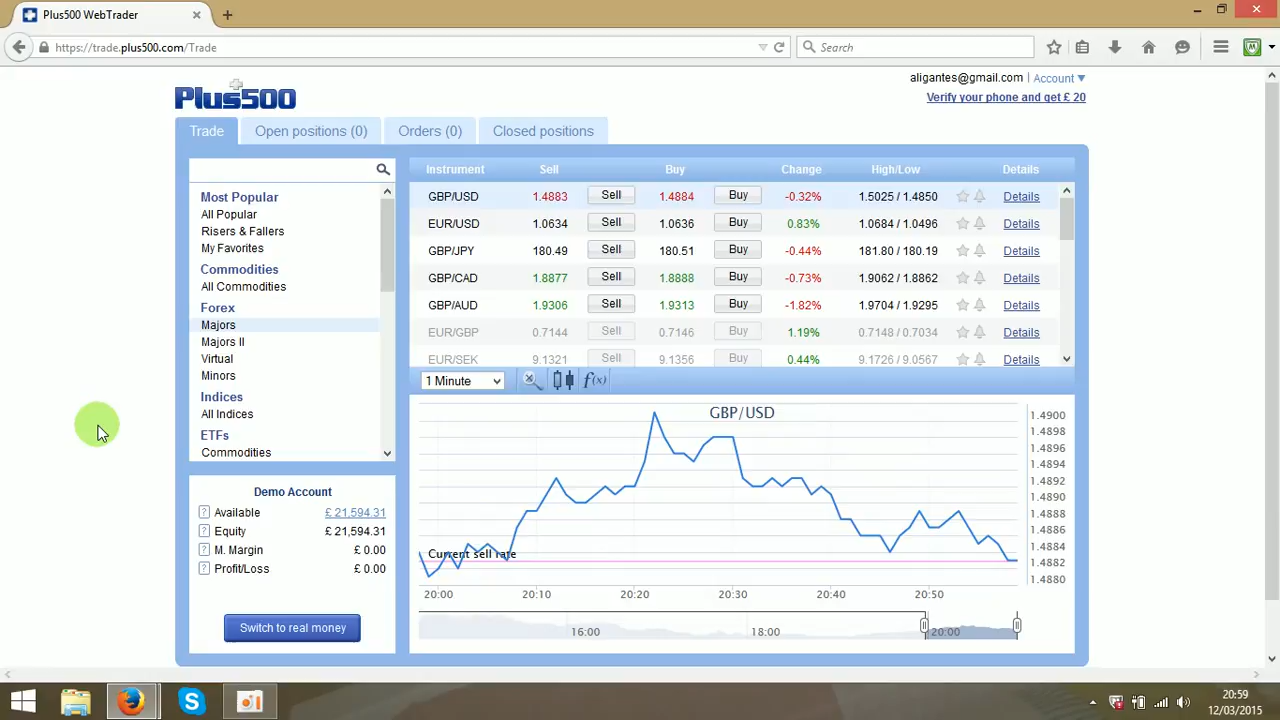 Plus500 WebTrader
https://trade.plus500.com/Trade
Search
aligantes@gmail.com Account
Verify your phone and get £ 20
Plus500
Trade Open positions (0) Orders (0) Closed positions
Instrument Sell Buy Change High/Low Details
Most Popular
All Popular
Risers & Fallers
My Favorites
Commodities
All Commodities
Forex
Majors
Majors II
Virtual
Minors
Indices
All Indices
ETFs
Commodities
GBP/USD 1.4883 Sell 1.4884 Buy -0.32% 1.5025 / 1.4850 Details
EUR/USD 1.0634 Sell 1.0636 Buy 0.83% 1.0684 / 1.0496 Details
GBP/JPY 180.49 Sell 180.51 Buy -0.44% 181.80 / 180.19 Details
GBP/CAD 1.8877 Sell 1.8888 Buy -0.73% 1.9062 / 1.8862 Details
GBP/AUD 1.9306 Sell 1.9313 Buy -1.82% 1.9704 / 1.9295 Details
EUR/GBP 0.7144 Sell 0.7146 Buy 1.19% 0.7148 / 0.7034 Details
EUR/SEK 9.1321 Sell 9.1356 Buy 0.44% 9.1726 / 9.0567 Details
1 Minute f(x)
GBP/USD
1.4900
1.4898
1.4896
1.4894
1.4892
1.4890
1.4888
1.4886
1.4884
1.4882
1.4880
Current sell rate
20:00 20:10 20:20 20:30 20:40 20:50
16:00 18:00 20:00
Demo Account
? Available £ 21,594.31
? Equity £ 21,594.31
? M. Margin £ 0.00
? Profit/Loss £ 0.00
Switch to real money
20:59
12/03/2015